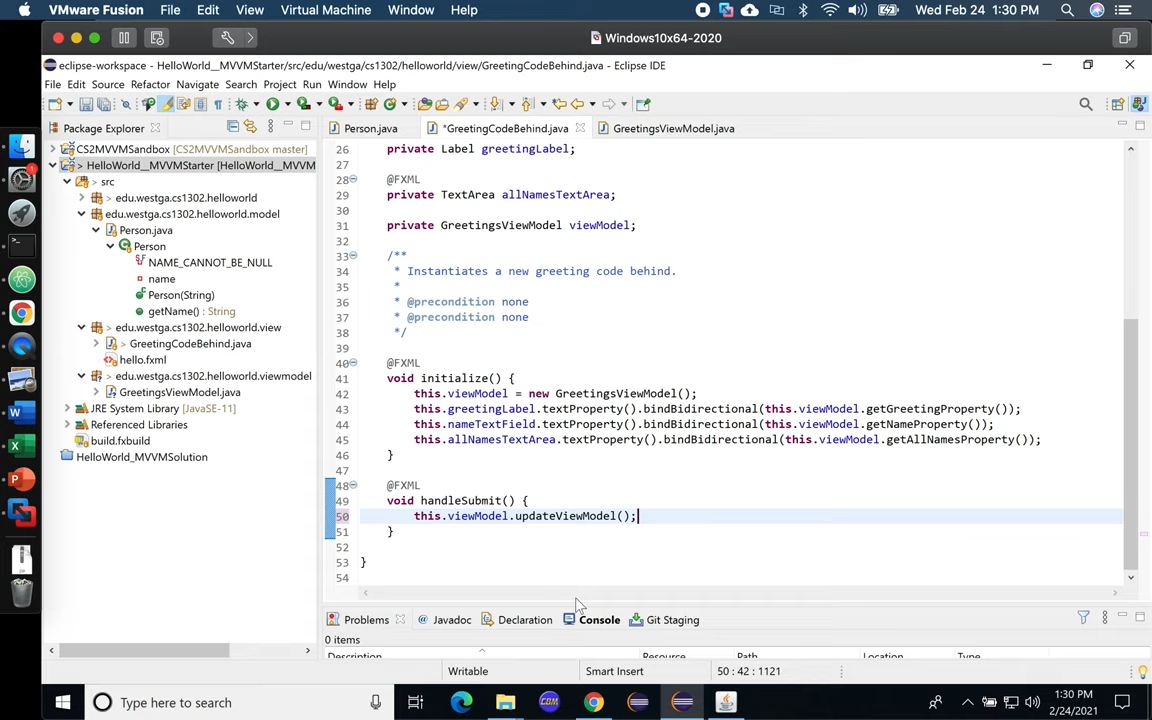 VMware Fusion File Edit View Virtual Machine Window Help Wed Feb 24 1:30 PM
Windows10x64-2020
eclipse-workspace - HelloWorld__MVVMStarter/src/edu/westga/cs1302/helloworld/view/GreetingCodeBehind.java - Eclipse IDE
File Edit Source Refactor Navigate Search Project Run Window Help
Package Explorer Person.java *GreetingCodeBehind.java GreetingsViewModel.java
CS2MVVMSandbox [CS2MVVMSandbox master]
> HelloWorld__MVVMStarter [HelloWorld__MVVM
> src
> edu.westga.cs1302.helloworld
edu.westga.cs1302.helloworld.model
Person.java
Person
NAME_CANNOT_BE_NULL
name
Person(String)
getName() : String
> edu.westga.cs1302.helloworld.view
> GreetingCodeBehind.java
hello.fxml
edu.westga.cs1302.helloworld.viewmodel
GreetingsViewModel.java
JRE System Library [JavaSE-11]
Referenced Libraries
build.fxbuild
HelloWorld_MVVMSolution
26 private Label greetingLabel;
27
28 @FXML
29 private TextArea allNamesTextArea;
30
31 private GreetingsViewModel viewModel;
32
33 /**
34 * Instantiates a new greeting code behind.
35 *
36 * @precondition none
37 * @precondition none
38 */
39
40 @FXML
41 void initialize() {
42 this.viewModel = new GreetingsViewModel();
43 this.greetingLabel.textProperty().bindBidirectional(this.viewModel.getGreetingProperty());
44 this.nameTextField.textProperty().bindBidirectional(this.viewModel.getNameProperty());
45 this.allNamesTextArea.textProperty().bindBidirectional(this.viewModel.getAllNamesProperty());
46 }
47
48 @FXML
49 void handleSubmit() {
50 this.viewModel.updateViewModel();
51 }
52
53 }
54
Problems @ Javadoc Declaration Console Git Staging
0 items
Description Resource Path Location Type
Writable Smart Insert 50 : 42 : 1121
Type here to search
1:30 PM
2/24/2021